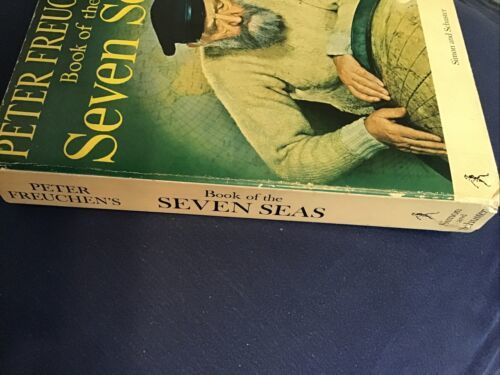 PETER FREUC
Book of the
Seven Se
Simon and Schuster
PETER
FREUCHEN'S
Book of the
SEVEN SEAS
Simon
and
Schuster